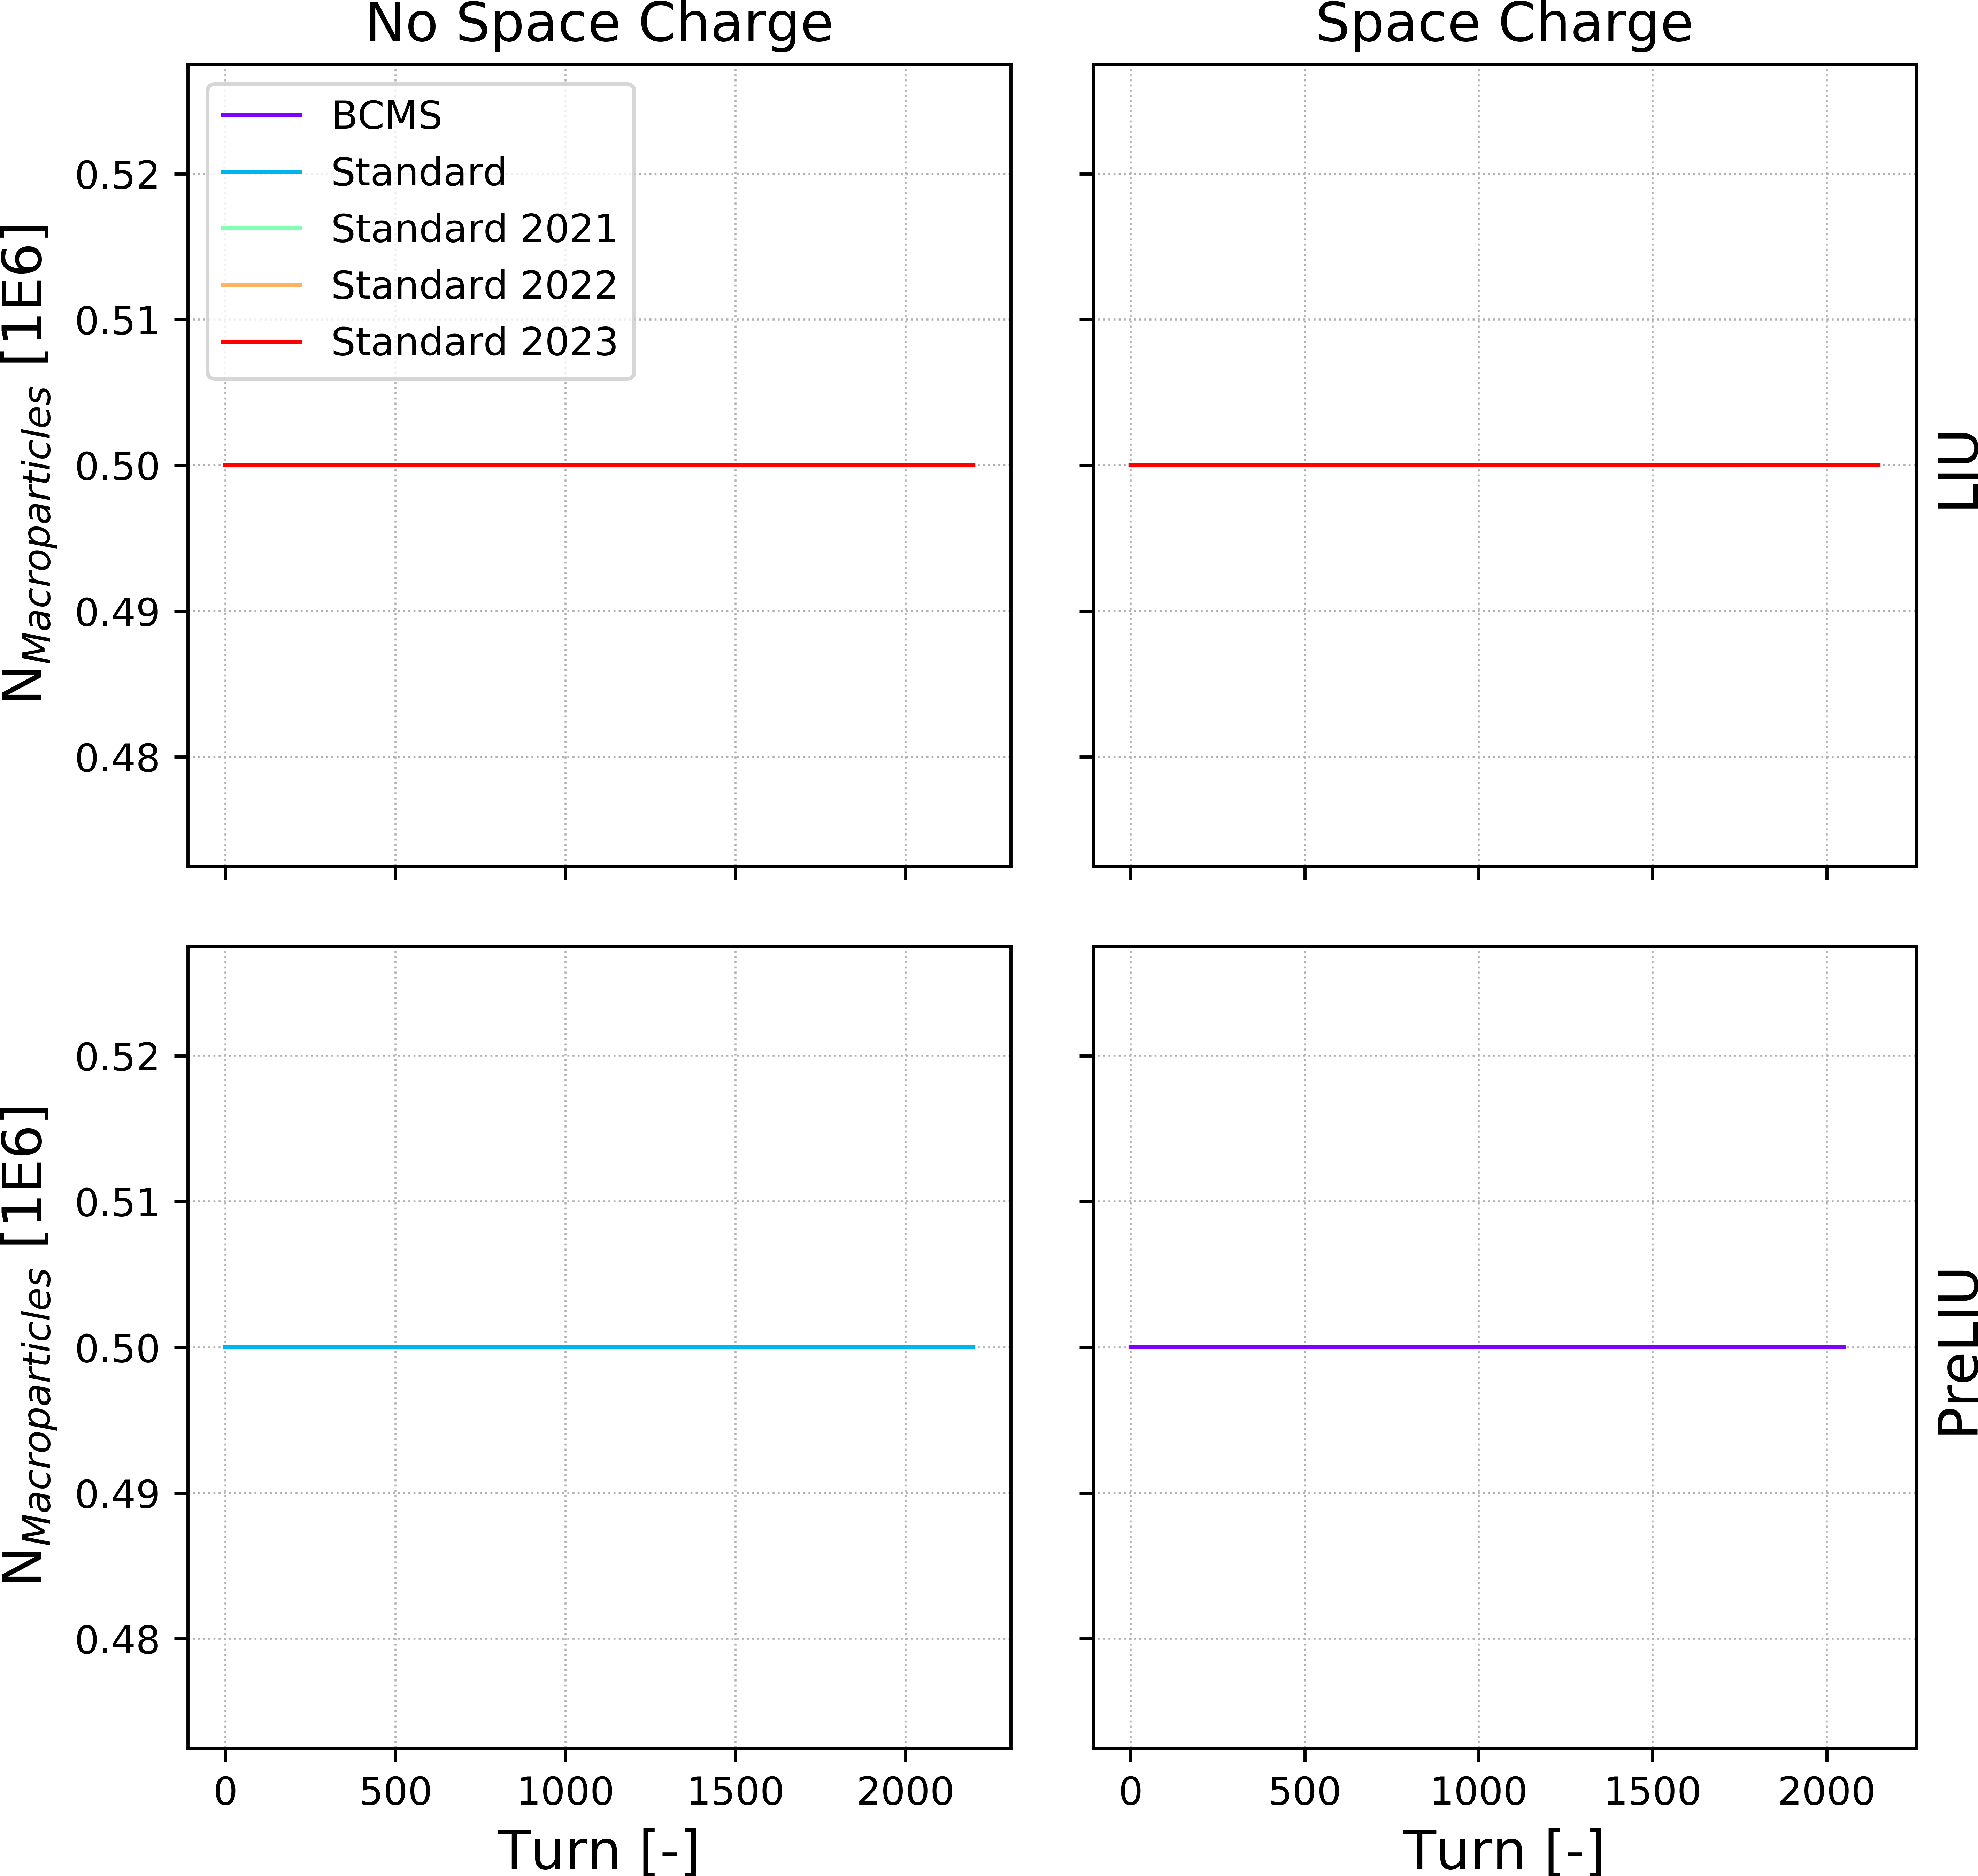 No Space Charge
Space Charge
BCMS
Standard
Standard 2021
Standard 2022
Standard 2023
0.52
0.51
0.50
0.49
0.48
N_Macroparticles [1E6]
LIU
0.52
0.51
0.50
0.49
0.48
N_Macroparticles [1E6]
PreLIU
0 500 1000 1500 2000
0 500 1000 1500 2000
Turn [-]
Turn [-]